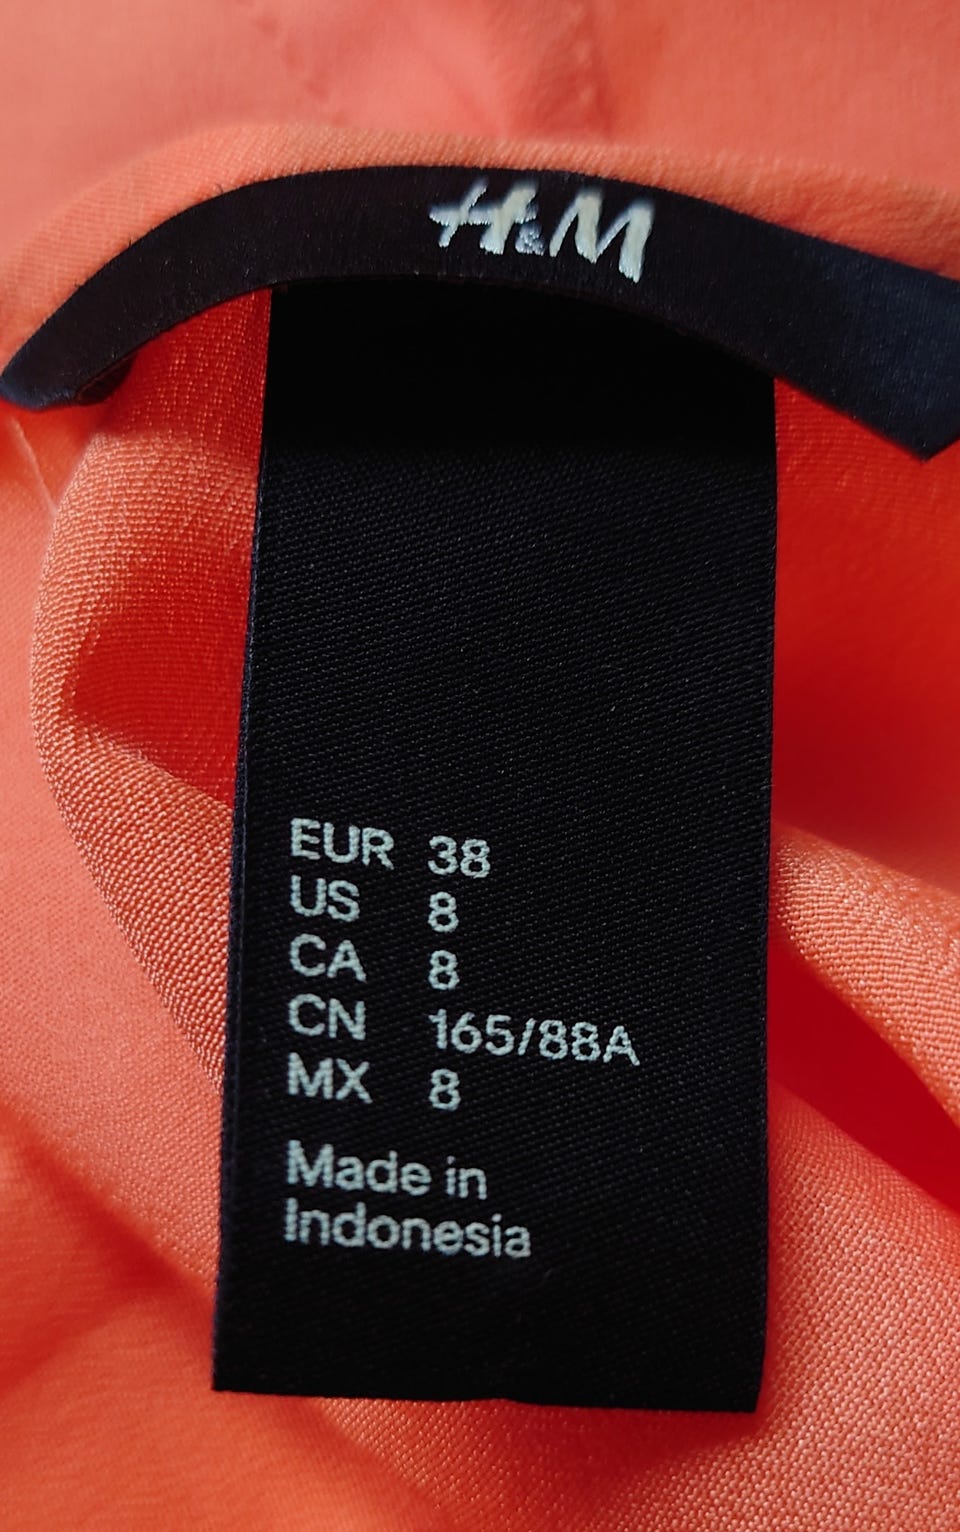 H&M
EUR 38
US 8
CA 8
CN 165/88A
MX 8
Made in
Indonesia